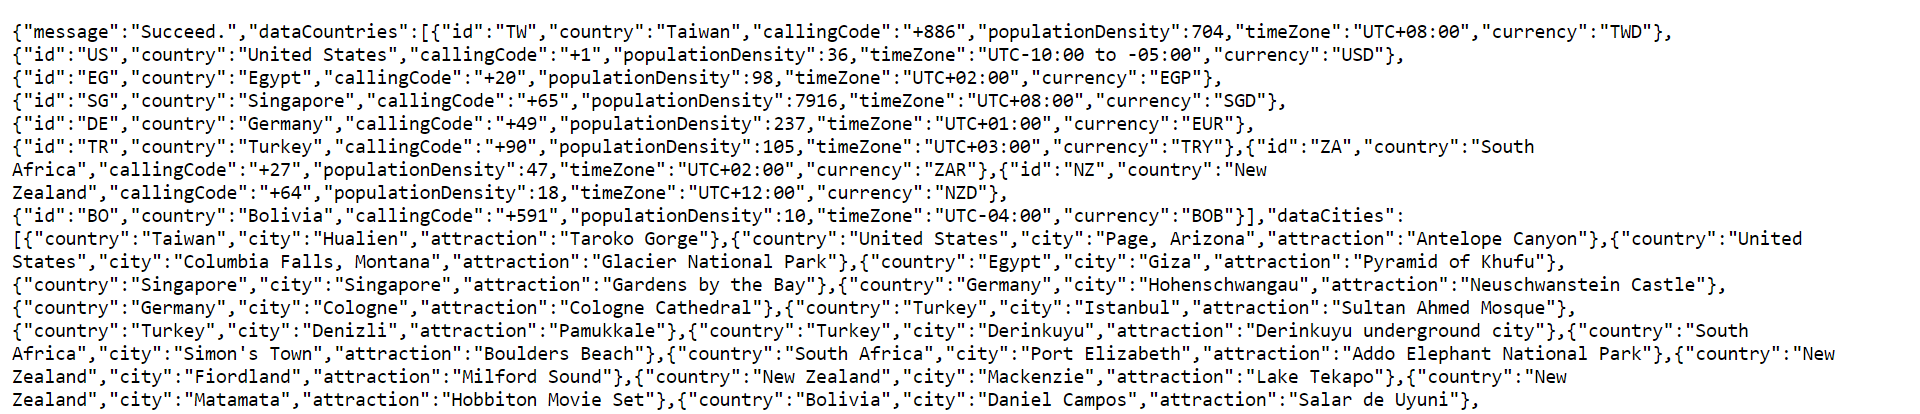 {"message":"Succeed.","dataCountries":[{"id":"TW","country":"Taiwan","callingCode":"+886","populationDensity":704,"timeZone":"UTC+08:00","currency":"TWD"},
{"id":"US","country":"United States","callingCode":"+1","populationDensity":36,"timeZone":"UTC-10:00 to -05:00","currency":"USD"},
{"id":"EG","country":"Egypt","callingCode":"+20","populationDensity":98,"timeZone":"UTC+02:00","currency":"EGP"},
{"id":"SG","country":"Singapore","callingCode":"+65","populationDensity":7916,"timeZone":"UTC+08:00","currency":"SGD"},
{"id":"DE","country":"Germany","callingCode":"+49","populationDensity":237,"timeZone":"UTC+01:00","currency":"EUR"},
{"id":"TR","country":"Turkey","callingCode":"+90","populationDensity":105,"timeZone":"UTC+03:00","currency":"TRY"},{"id":"ZA","country":"South
Africa","callingCode":"+27","populationDensity":47,"timeZone":"UTC+02:00","currency":"ZAR"},{"id":"NZ","country":"New
Zealand","callingCode":"+64","populationDensity":18,"timeZone":"UTC+12:00","currency":"NZD"},
{"id":"BO","country":"Bolivia","callingCode":"+591","populationDensity":10,"timeZone":"UTC-04:00","currency":"BOB"}],"dataCities":
[{"country":"Taiwan","city":"Hualien","attraction":"Taroko Gorge"},{"country":"United States","city":"Page, Arizona","attraction":"Antelope Canyon"},{"country":"United
States","city":"Columbia Falls, Montana","attraction":"Glacier National Park"},{"country":"Egypt","city":"Giza","attraction":"Pyramid of Khufu"},
{"country":"Singapore","city":"Singapore","attraction":"Gardens by the Bay"},{"country":"Germany","city":"Hohenschwangau","attraction":"Neuschwanstein Castle"},
{"country":"Germany","city":"Cologne","attraction":"Cologne Cathedral"},{"country":"Turkey","city":"Istanbul","attraction":"Sultan Ahmed Mosque"},
{"country":"Turkey","city":"Denizli","attraction":"Pamukkale"},{"country":"Turkey","city":"Derinkuyu","attraction":"Derinkuyu underground city"},{"country":"South
Africa","city":"Simon's Town","attraction":"Boulders Beach"},{"country":"South Africa","city":"Port Elizabeth","attraction":"Addo Elephant National Park"},{"country":"New
Zealand","city":"Fiordland","attraction":"Milford Sound"},{"country":"New Zealand","city":"Mackenzie","attraction":"Lake Tekapo"},{"country":"New
Zealand","city":"Matamata","attraction":"Hobbiton Movie Set"},{"country":"Bolivia","city":"Daniel Campos","attraction":"Salar de Uyuni"},